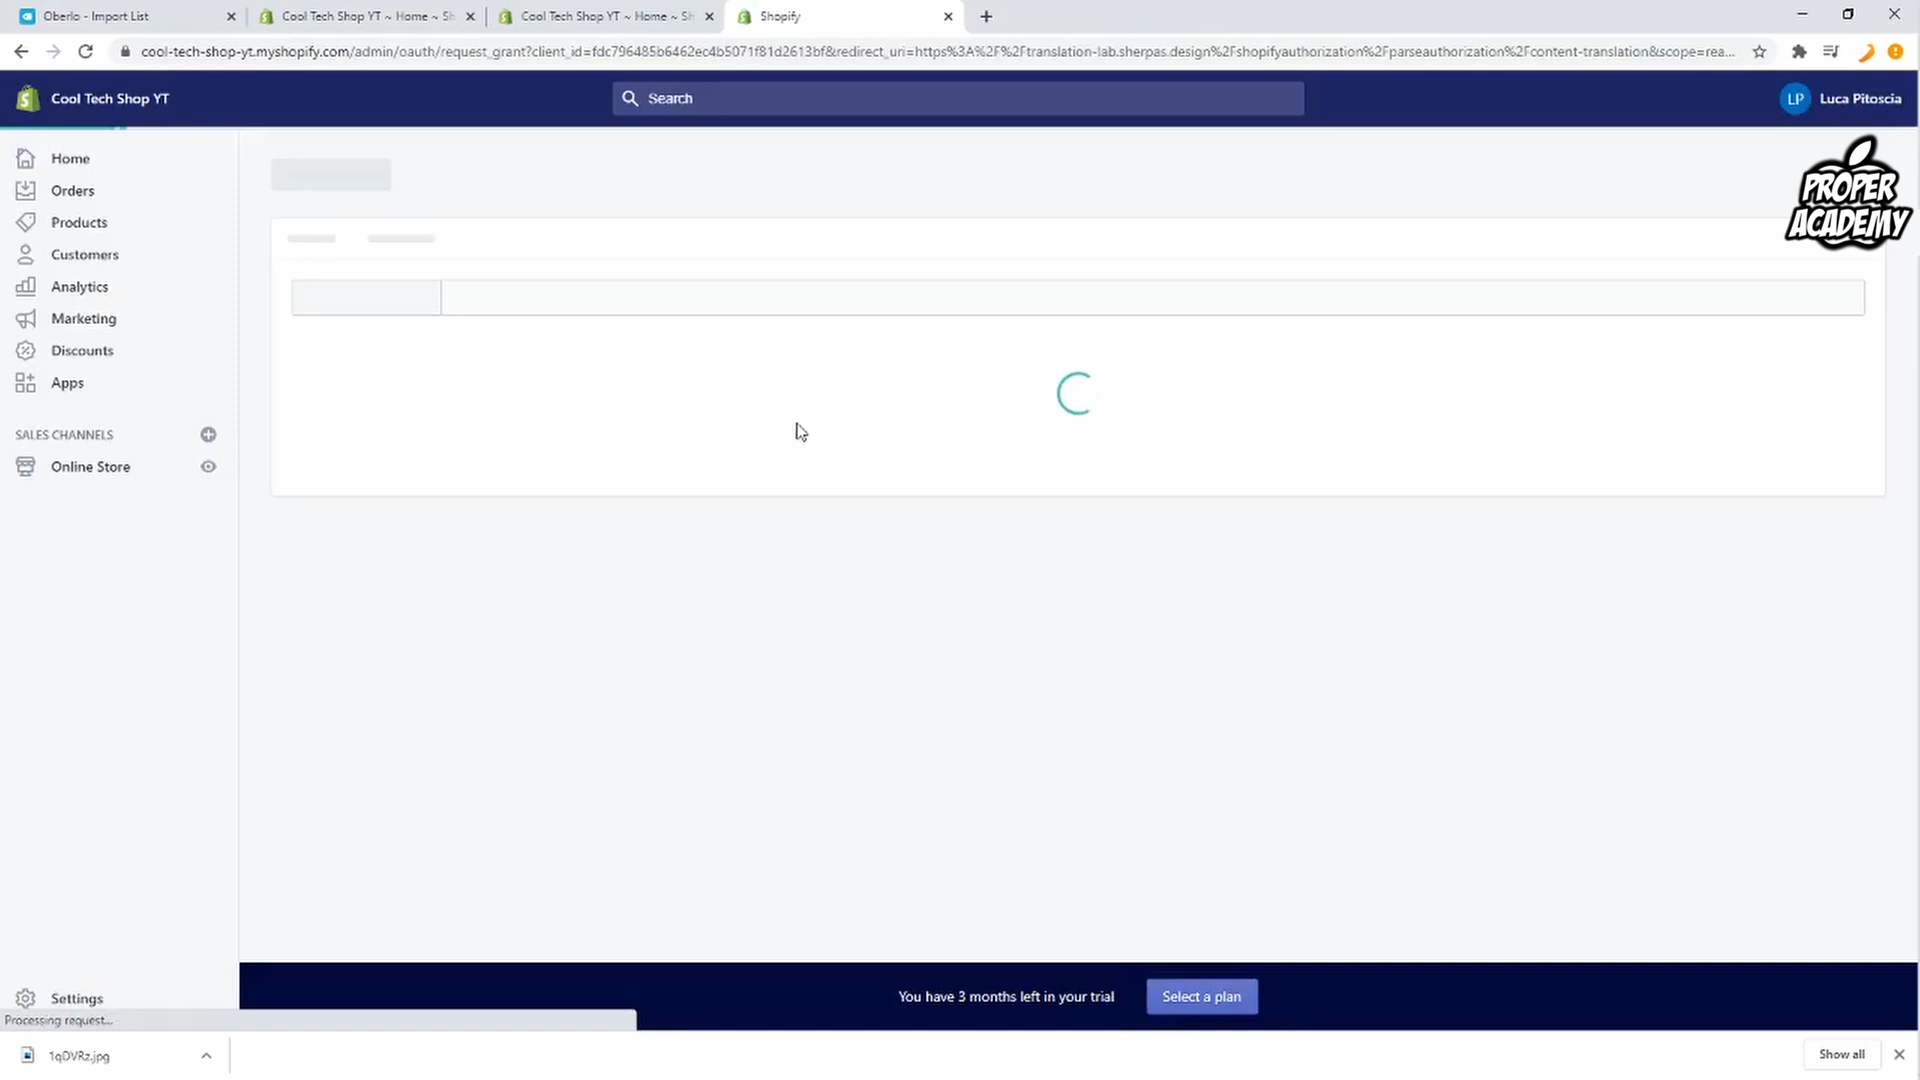 Oberlo - Import List
Cool Tech Shop YT ~ Home ~ Sh
Cool Tech Shop YT ~ Home ~ Sh
Shopify
cool-tech-shop-yt.myshopify.com/admin/oauth/request_grant?client_id=fdc796485b6462ec4b5071f81d2613bf&redirect_uri=https%3A%2F%2Ftranslation-lab.sherpas.design%2Fshopifyauthorization%2Fparseauthorization%2Fcontent-translation&scope=rea...
Cool Tech Shop YT
Search
LP
Luca Pitoscia
PROPER
ACADEMY
Home
Orders
Products
Customers
Analytics
Marketing
Discounts
Apps
SALES CHANNELS
Online Store
Settings
You have 3 months left in your trial
Select a plan
Processing request...
1qDVRz.jpg
Show all